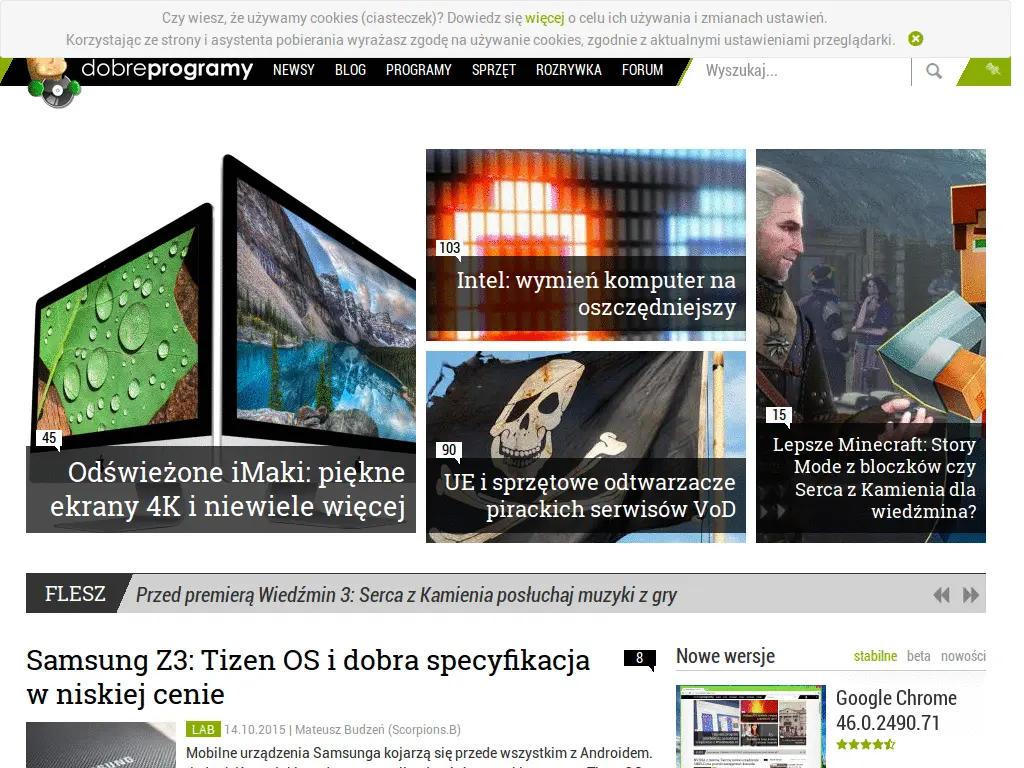 Czy wiesz, że używamy cookies (ciasteczek)? Dowiedz się więcej o celu ich używania i zmianach ustawień.
Korzystając ze strony i asystenta pobierania wyrażasz zgodę na używanie cookies, zgodnie z aktualnymi ustawieniami przeglądarki.
dobreprogramy NEWSY BLOG PROGRAMY SPRZĘT ROZRYWKA FORUM Wyszukaj...
103
Intel: wymień komputer na
oszczędniejszy
45
Odświeżone iMaki: piękne
ekrany 4K i niewiele więcej
90
UE i sprzętowe odtwarzacze
pirackich serwisów VoD
15
Lepsze Minecraft: Story
Mode z bloczków czy
Serca z Kamienia dla
wiedźmina?
FLESZ Przed premierą Wiedźmin 3: Serca z Kamienia posłuchaj muzyki z gry
Samsung Z3: Tizen OS i dobra specyfikacja
w niskiej cenie
8
LAB 14.10.2015 | Mateusz Budzeń (Scorpions.B)
Mobilne urządzenia Samsunga kojarzą się przede wszystkim z Androidem.
Nowe wersje stabilne beta nowości
Google Chrome
46.0.2490.71